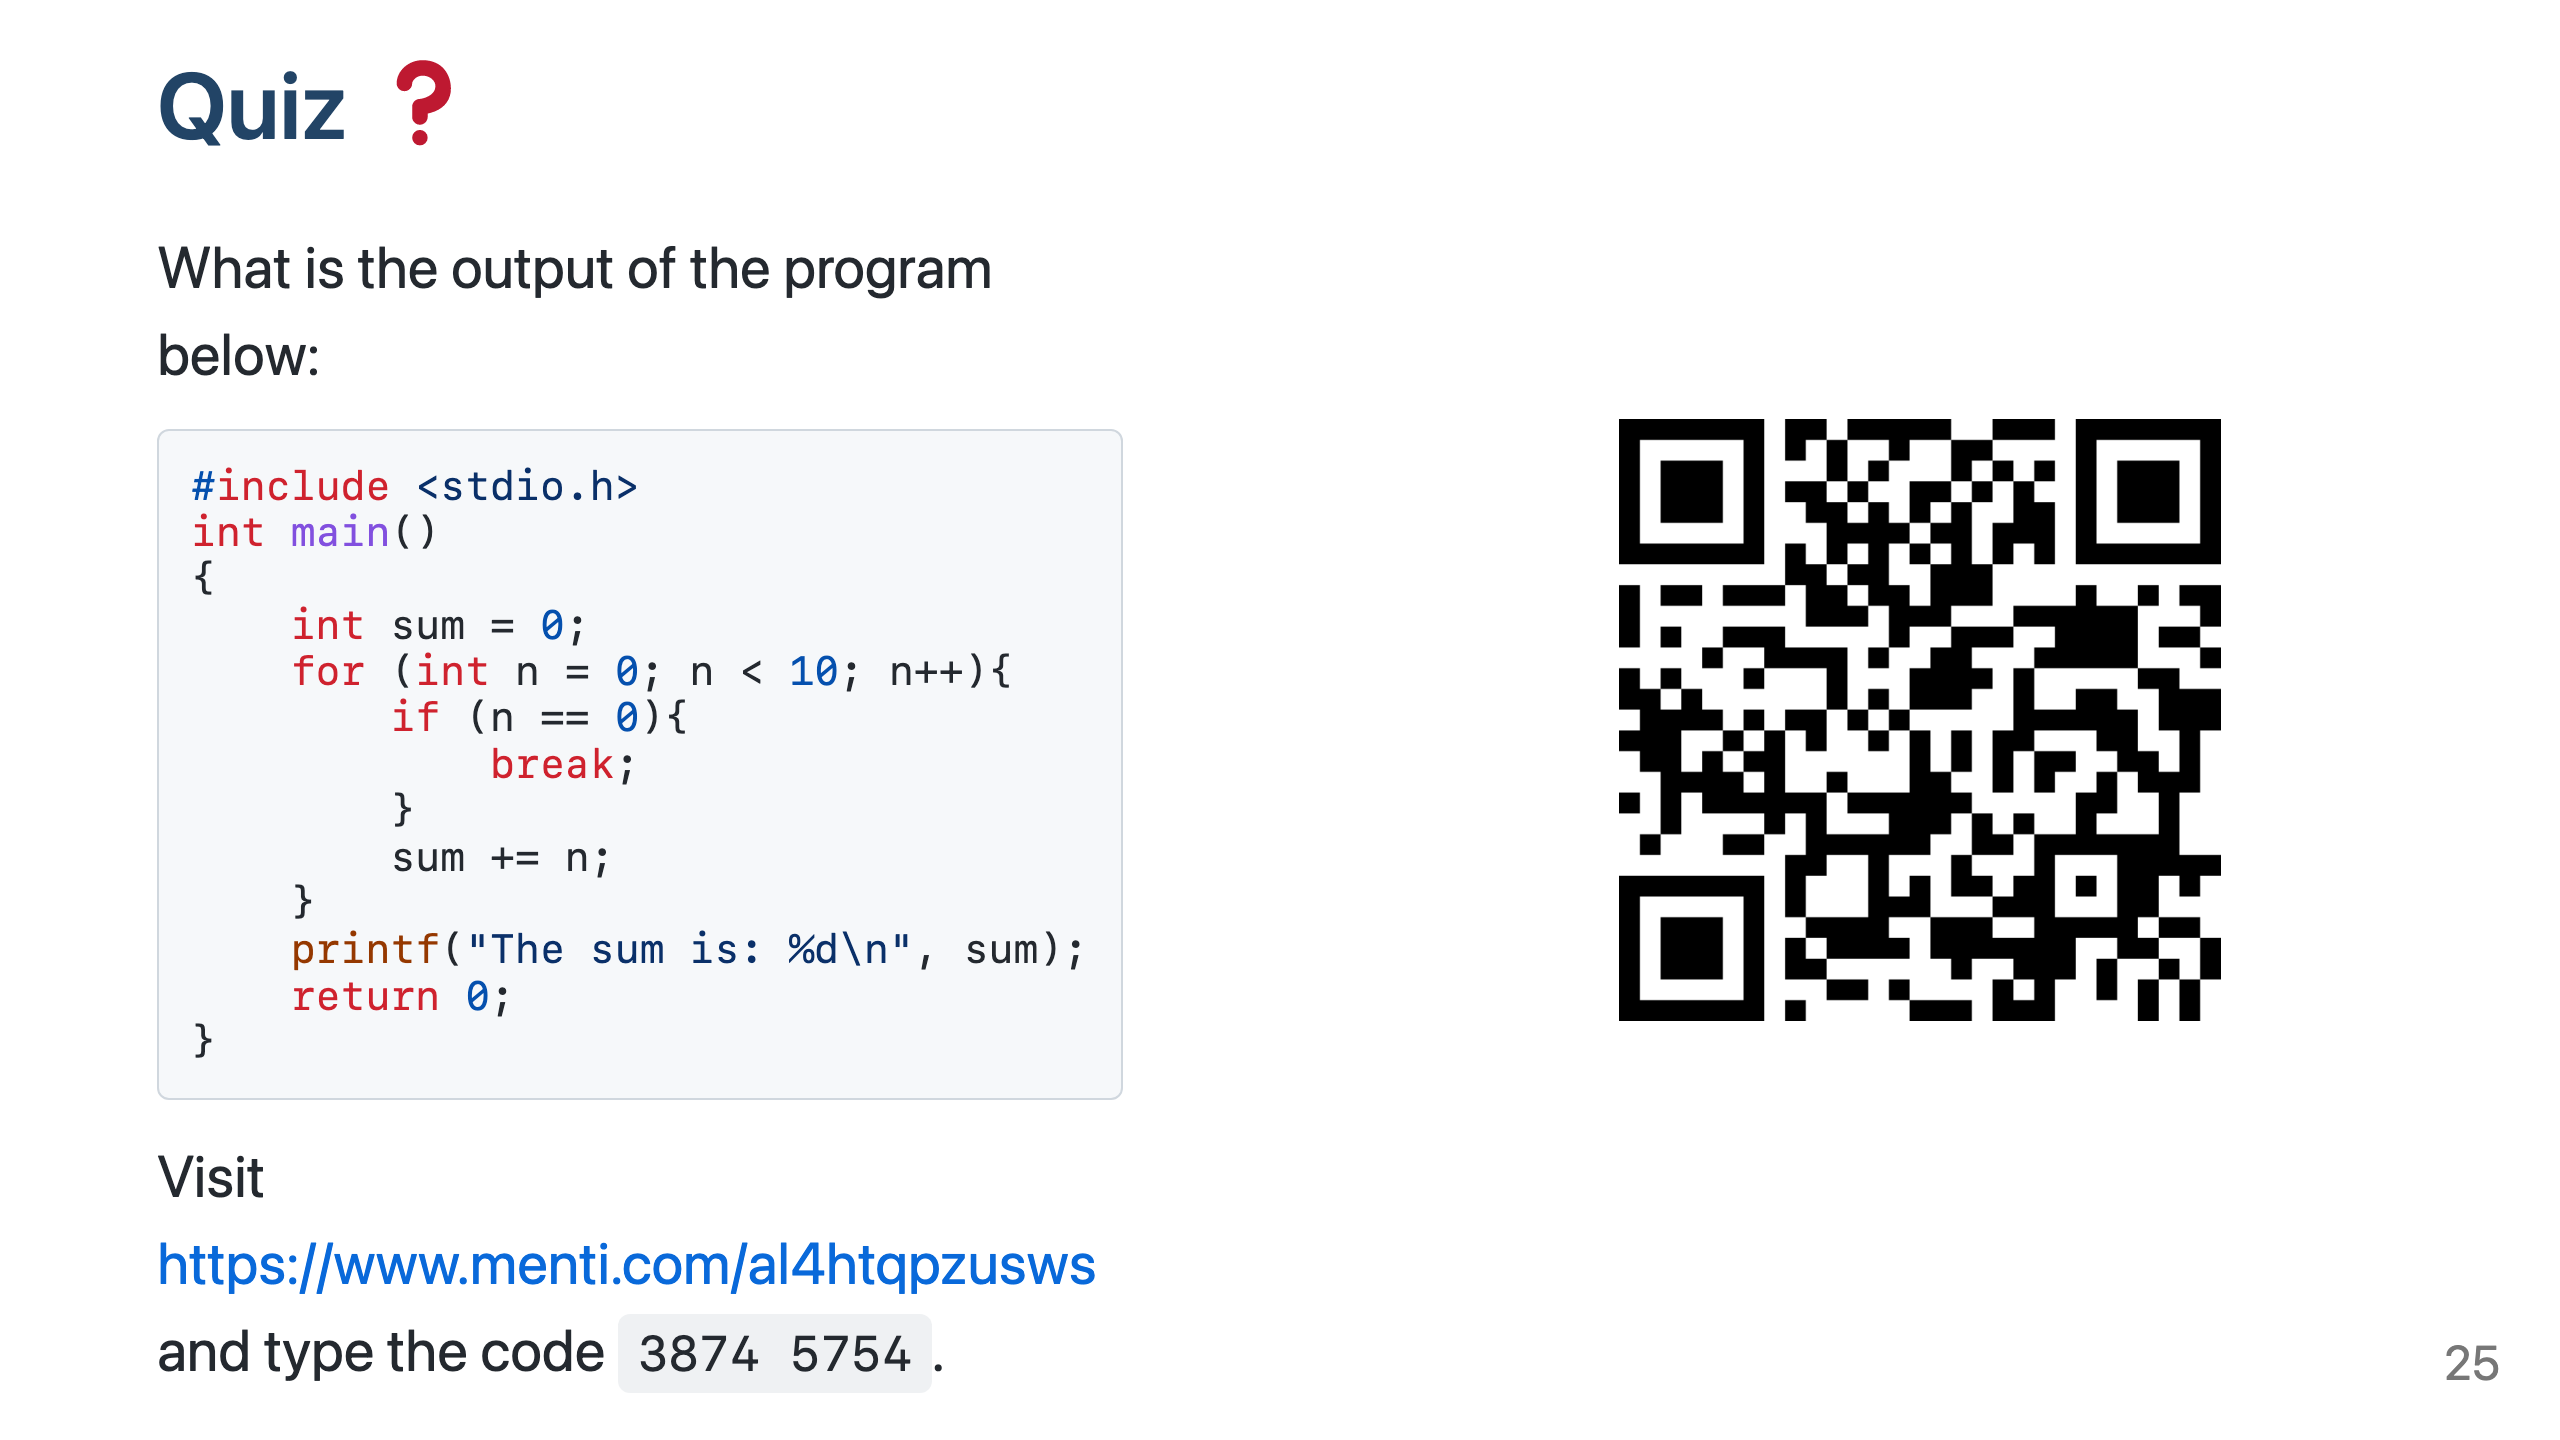 Quiz ❓
What is the output of the program
below:
#include <stdio.h>
int main()
{
    int sum = 0;
    for (int n = 0; n < 10; n++){
        if (n == 0){
            break;
        }
        sum += n;
    }
    printf("The sum is: %d\n", sum);
    return 0;
}
Visit
https://www.menti.com/al4htqpzusws
and type the code 3874 5754.
25